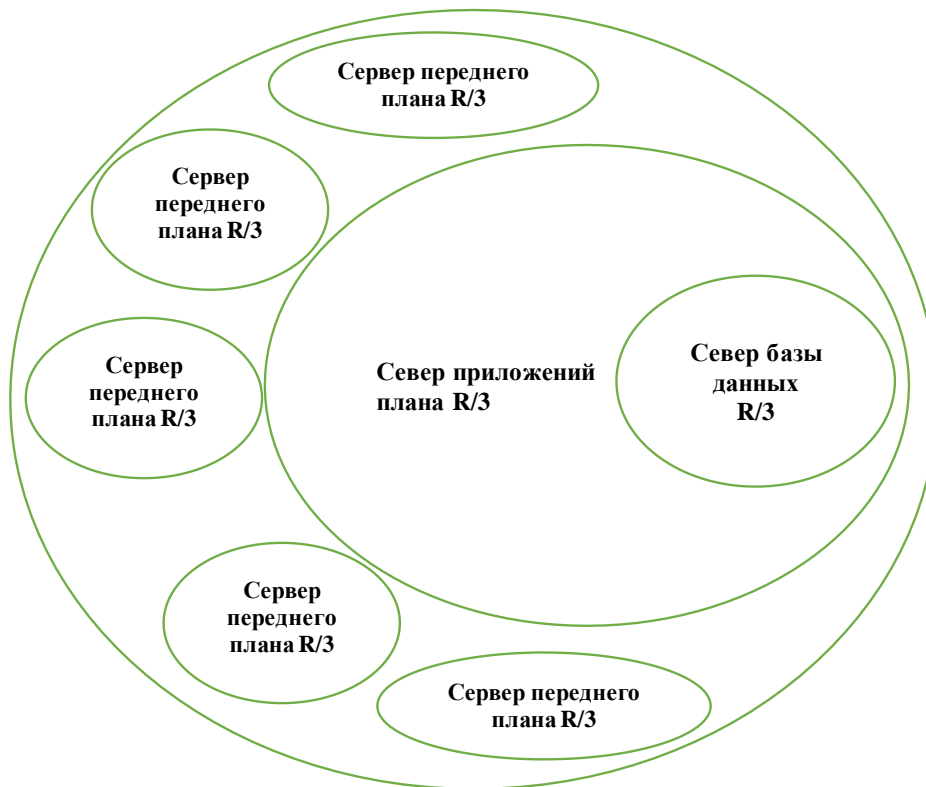 Сервер переднего
плана R/3
Сервер
переднего
плана R/3
Сервер
переднего
плана R/3
Север приложений
плана R/3
Север базы
данных
R/3
Сервер
переднего
плана R/3
Сервер переднего
плана R/3